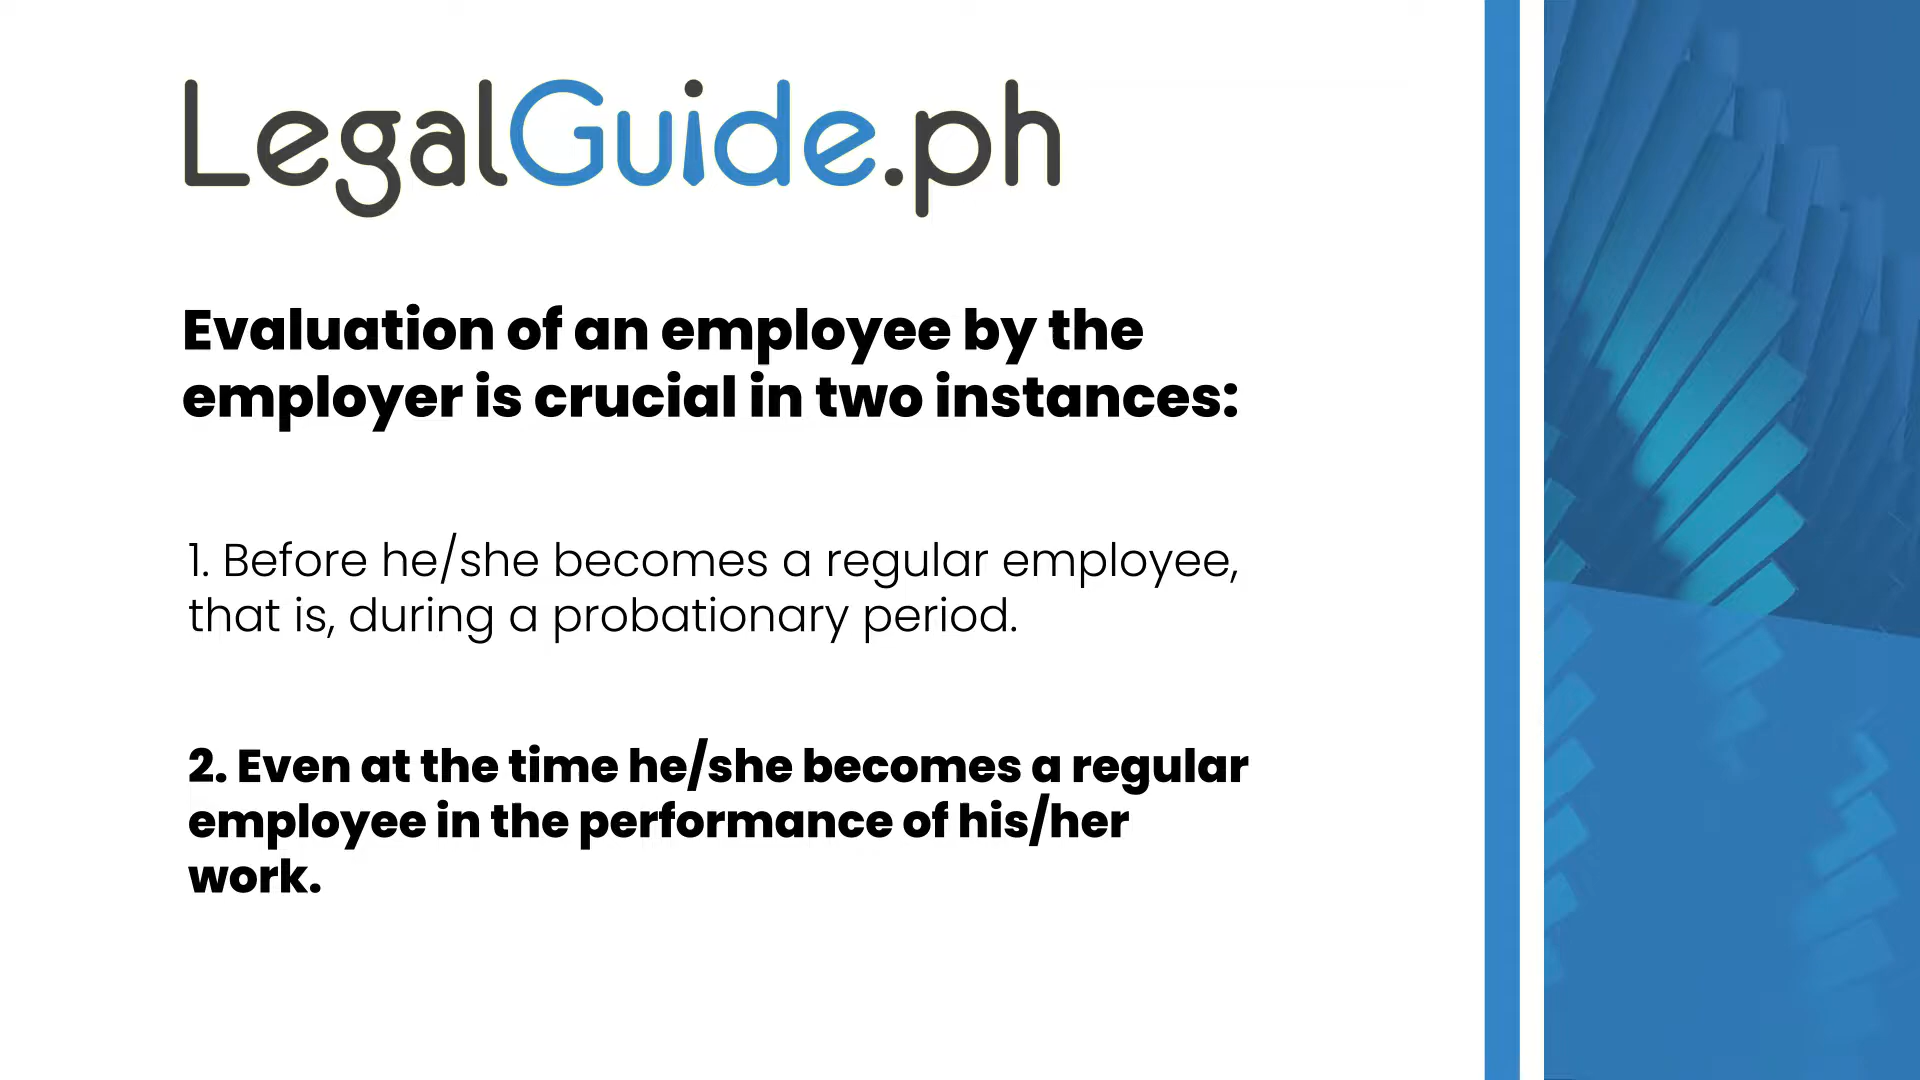 LegalGuide.ph
Evaluation of an employee by the
employer is crucial in two instances:
1. Before he/she becomes a regular employee,
that is, during a probationary period.
2. Even at the time he/she becomes a regular
employee in the performance of his/her
work.